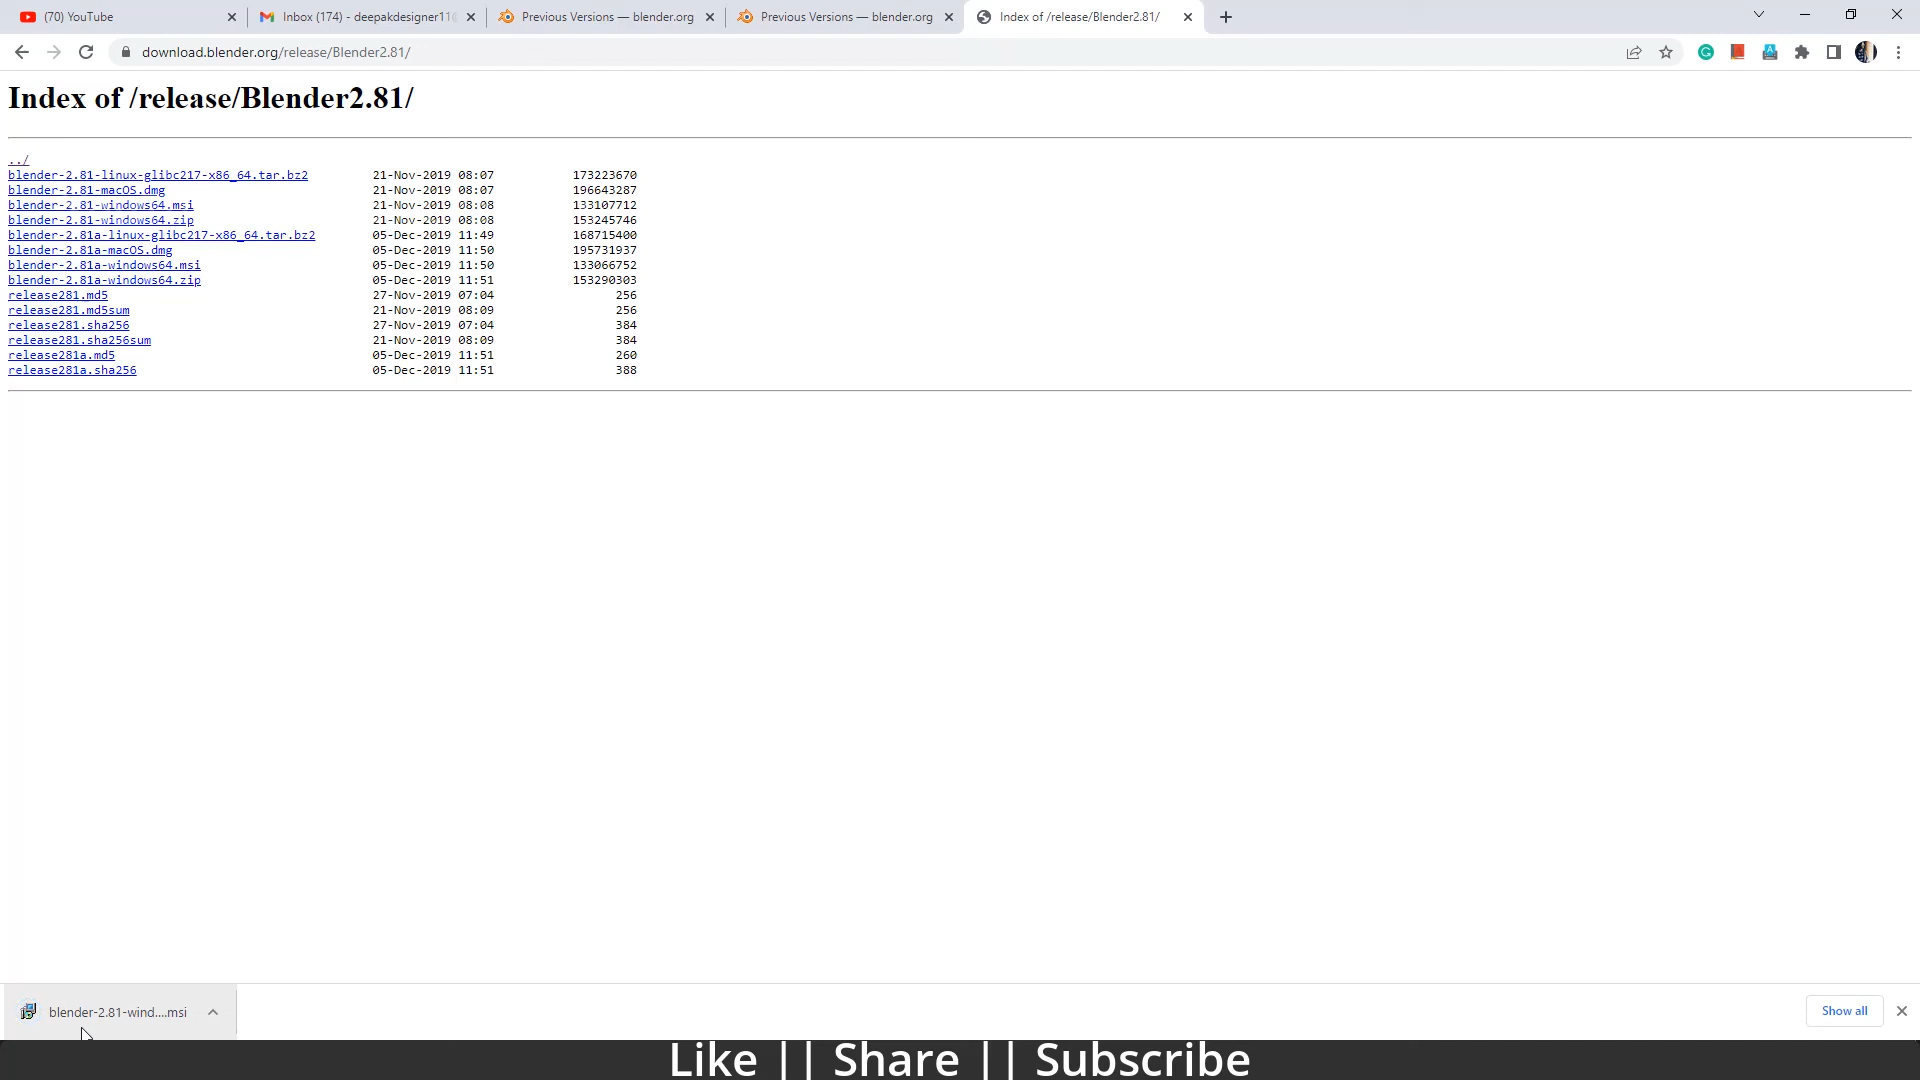 (70) YouTube
Inbox (174) - deepakdesigner11
Previous Versions — blender.org
Previous Versions — blender.org
Index of /release/Blender2.81/
download.blender.org/release/Blender2.81/
Index of /release/Blender2.81/
../
blender-2.81-linux-glibc217-x86_64.tar.bz2 21-Nov-2019 08:07 173223670
blender-2.81-macOS.dmg 21-Nov-2019 08:07 196643287
blender-2.81-windows64.msi 21-Nov-2019 08:08 133107712
blender-2.81-windows64.zip 21-Nov-2019 08:08 153245746
blender-2.81a-linux-glibc217-x86_64.tar.bz2 05-Dec-2019 11:49 168715400
blender-2.81a-macOS.dmg 05-Dec-2019 11:50 195731937
blender-2.81a-windows64.msi 05-Dec-2019 11:50 133066752
blender-2.81a-windows64.zip 05-Dec-2019 11:51 153290303
release281.md5 27-Nov-2019 07:04 256
release281.md5sum 21-Nov-2019 08:09 256
release281.sha256 27-Nov-2019 07:04 384
release281.sha256sum 21-Nov-2019 08:09 384
release281a.md5 05-Dec-2019 11:51 260
release281a.sha256 05-Dec-2019 11:51 388
blender-2.81-wind....msi
Show all
Like || Share || Subscribe